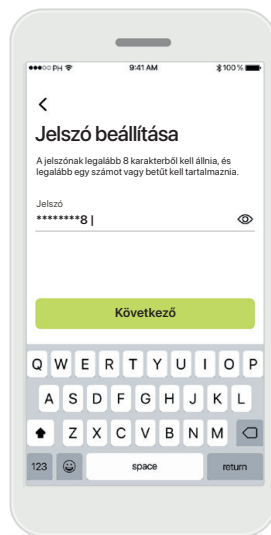 ●●●○○ PH 9:41 AM 100 %
Jelszó beállítása
A jelszónak legalább 8 karakterből kell állnia, és
legalább egy számot vagy betűt kell tartalmaznia.
Jelszó
********8 |
Következő
Q W E R T Y U I O P
A S D F G H J K L
Z X C V B N M
123 space return